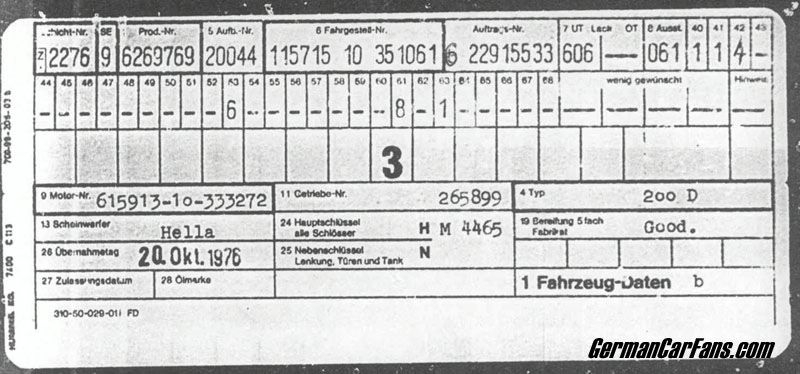 Schicht-Nr. SE Prod.-Nr. 5 Aufb.-Nr. 6 Fahrgestell-Nr. Auftrags-Nr. 7 UT Lack OT 8 Ausst. 40 41 42 43
Z 2276 9 6269769 20044 115715 10 351061 6 22915533 606 — 061 1 1 4 -
44 45 46 47 48 49 50 51 52 53 54 55 56 57 58 59 60 61 62 63 64 65 66 67 68 wenig gewünscht Hinweis
- - - - - - - - - 6 - - - - - - - 8 - 1 - - - - - - - - - - - -
3
9 Motor-Nr. 615913-10-333272 11 Getriebe-Nr. 265899 4 Typ 200 D
13 Scheinwerfer Hella 24 Hauptschlüssel alle Schlösser H M 4465 19 Bereifung 5fach Fabrikat Good.
26 Übernahmetag 20. Okt. 1976 25 Nebenschlüssel Lenkung, Türen und Tank N
27 Zulassungsdatum 28 Ölmarke 1 Fahrzeug-Daten b
310-50-029-01i FD
GermanCarFans.com